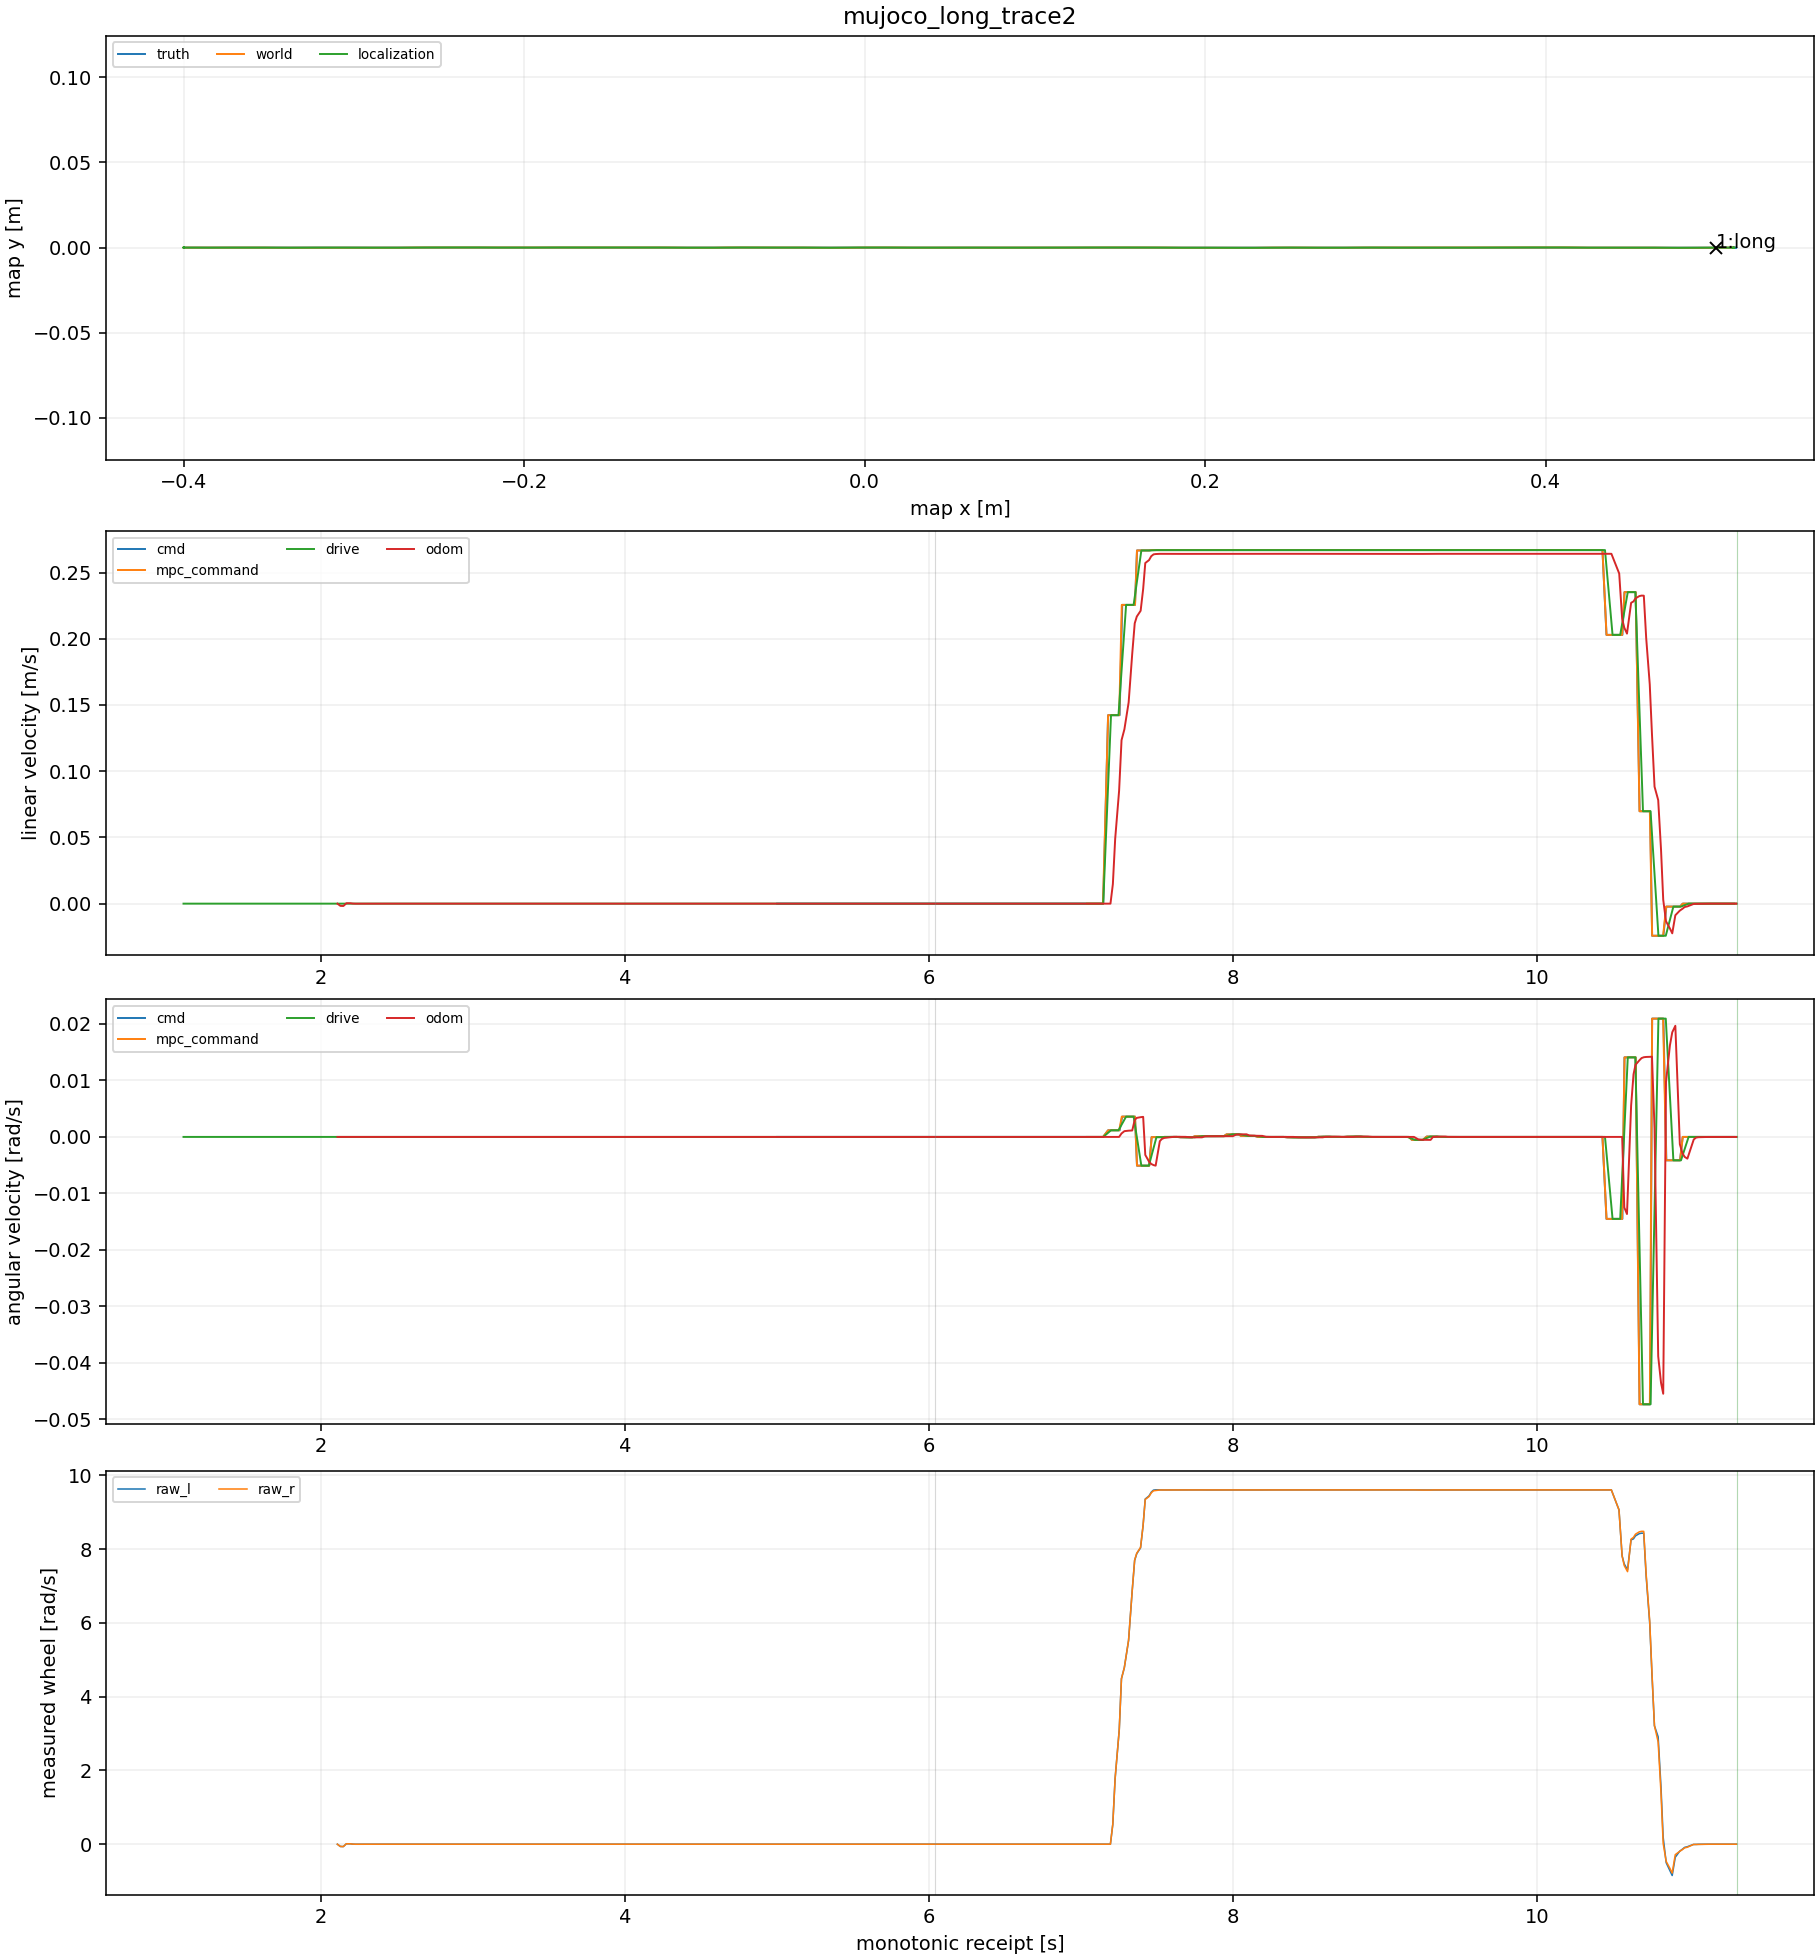 mujoco_long_trace2
truth world localization
0.10
0.05
0.00
−0.05
−0.10
map y [m]
1:long
−0.4 −0.2 0.0 0.2 0.4
map x [m]
cmd drive odom
mpc_command
0.25
0.20
0.15
0.10
0.05
0.00
linear velocity [m/s]
2 4 6 8 10
cmd drive odom
mpc_command
0.02
0.01
0.00
−0.01
−0.02
−0.03
−0.04
−0.05
angular velocity [rad/s]
2 4 6 8 10
raw_l raw_r
10
8
6
4
2
0
measured wheel [rad/s]
2 4 6 8 10
monotonic receipt [s]